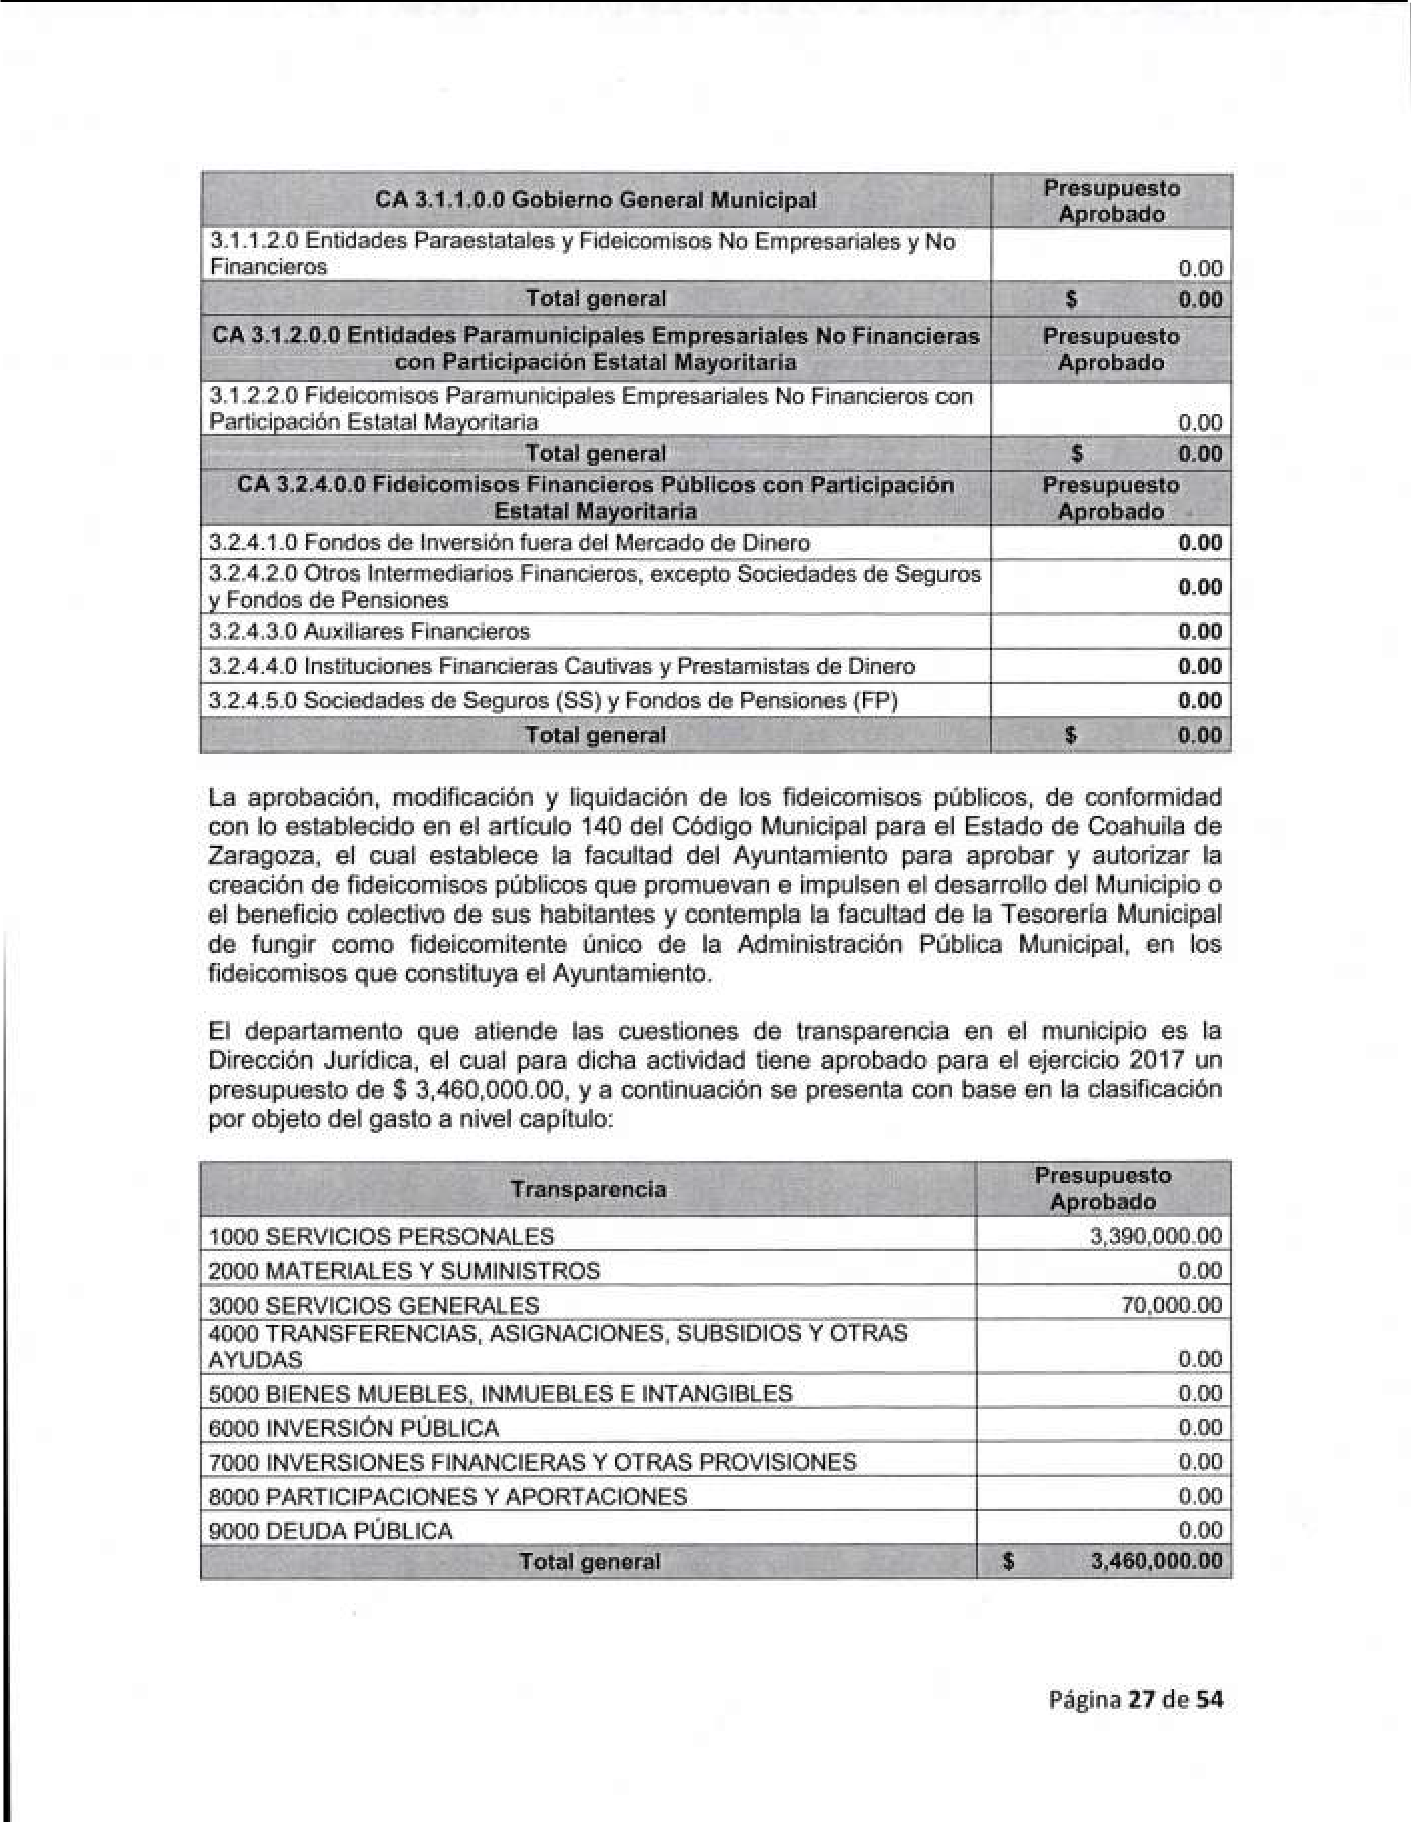 CA 3.1.1.0.0 Gobierno General Municipal
Presupuesto
Aprobado
3.1.1.2.0 Entidades Paraestatales y Fideicomisos No Empresariales y No
Financieros
0.00
Total general $ 0.00
CA 3.1.2.0.0 Entidades Paramunicipales Empresariales No Financieras
con Participación Estatal Mayoritaria
Presupuesto
Aprobado
3.1.2.2.0 Fideicomisos Paramunicipales Empresariales No Financieros con
Participación Estatal Mayoritaria
0.00
Total general $ 0.00
CA 3.2.4.0.0 Fideicomisos Financieros Públicos con Participación
Estatal Mayoritaria
Presupuesto
Aprobado
3.2.4.1.0 Fondos de Inversión fuera del Mercado de Dinero 0.00
3.2.4.2.0 Otros Intermediarios Financieros, excepto Sociedades de Seguros
y Fondos de Pensiones
0.00
3.2.4.3.0 Auxiliares Financieros 0.00
3.2.4.4.0 Instituciones Financieras Cautivas y Prestamistas de Dinero 0.00
3.2.4.5.0 Sociedades de Seguros (SS) y Fondos de Pensiones (FP) 0.00
Total general $ 0.00
La aprobación, modificación y liquidación de los fideicomisos públicos, de conformidad
con lo establecido en el artículo 140 del Código Municipal para el Estado de Coahuila de
Zaragoza, el cual establece la facultad del Ayuntamiento para aprobar y autorizar la
creación de fideicomisos públicos que promuevan e impulsen el desarrollo del Municipio o
el beneficio colectivo de sus habitantes y contempla la facultad de la Tesorería Municipal
de fungir como fideicomitente único de la Administración Pública Municipal, en los
fideicomisos que constituya el Ayuntamiento.
El departamento que atiende las cuestiones de transparencia en el municipio es la
Dirección Jurídica, el cual para dicha actividad tiene aprobado para el ejercicio 2017 un
presupuesto de $ 3,460,000.00, y a continuación se presenta con base en la clasificación
por objeto del gasto a nivel capítulo:
Transparencia
Presupuesto
Aprobado
1000 SERVICIOS PERSONALES 3,390,000.00
2000 MATERIALES Y SUMINISTROS 0.00
3000 SERVICIOS GENERALES 70,000.00
4000 TRANSFERENCIAS, ASIGNACIONES, SUBSIDIOS Y OTRAS
AYUDAS 0.00
5000 BIENES MUEBLES, INMUEBLES E INTANGIBLES 0.00
6000 INVERSIÓN PÚBLICA 0.00
7000 INVERSIONES FINANCIERAS Y OTRAS PROVISIONES 0.00
8000 PARTICIPACIONES Y APORTACIONES 0.00
9000 DEUDA PÚBLICA 0.00
Total general $ 3,460,000.00
Página 27 de 54